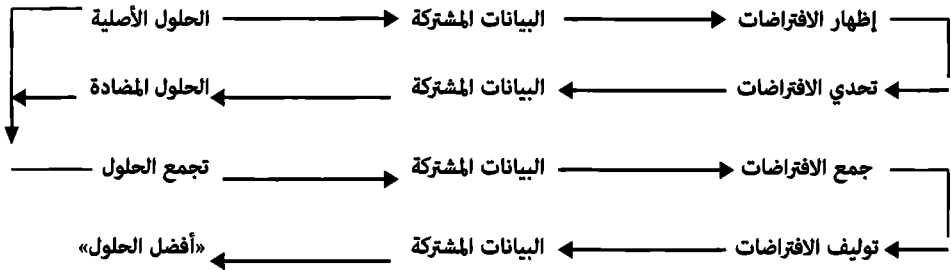 الحلول الأصلية البيانات المشتركة إظهار الافتراضات
الحلول المضادة البيانات المشتركة تحدي الافتراضات
تجمع الحلول البيانات المشتركة جمع الافتراضات
«أفضل الحلول» البيانات المشتركة توليف الافتراضات